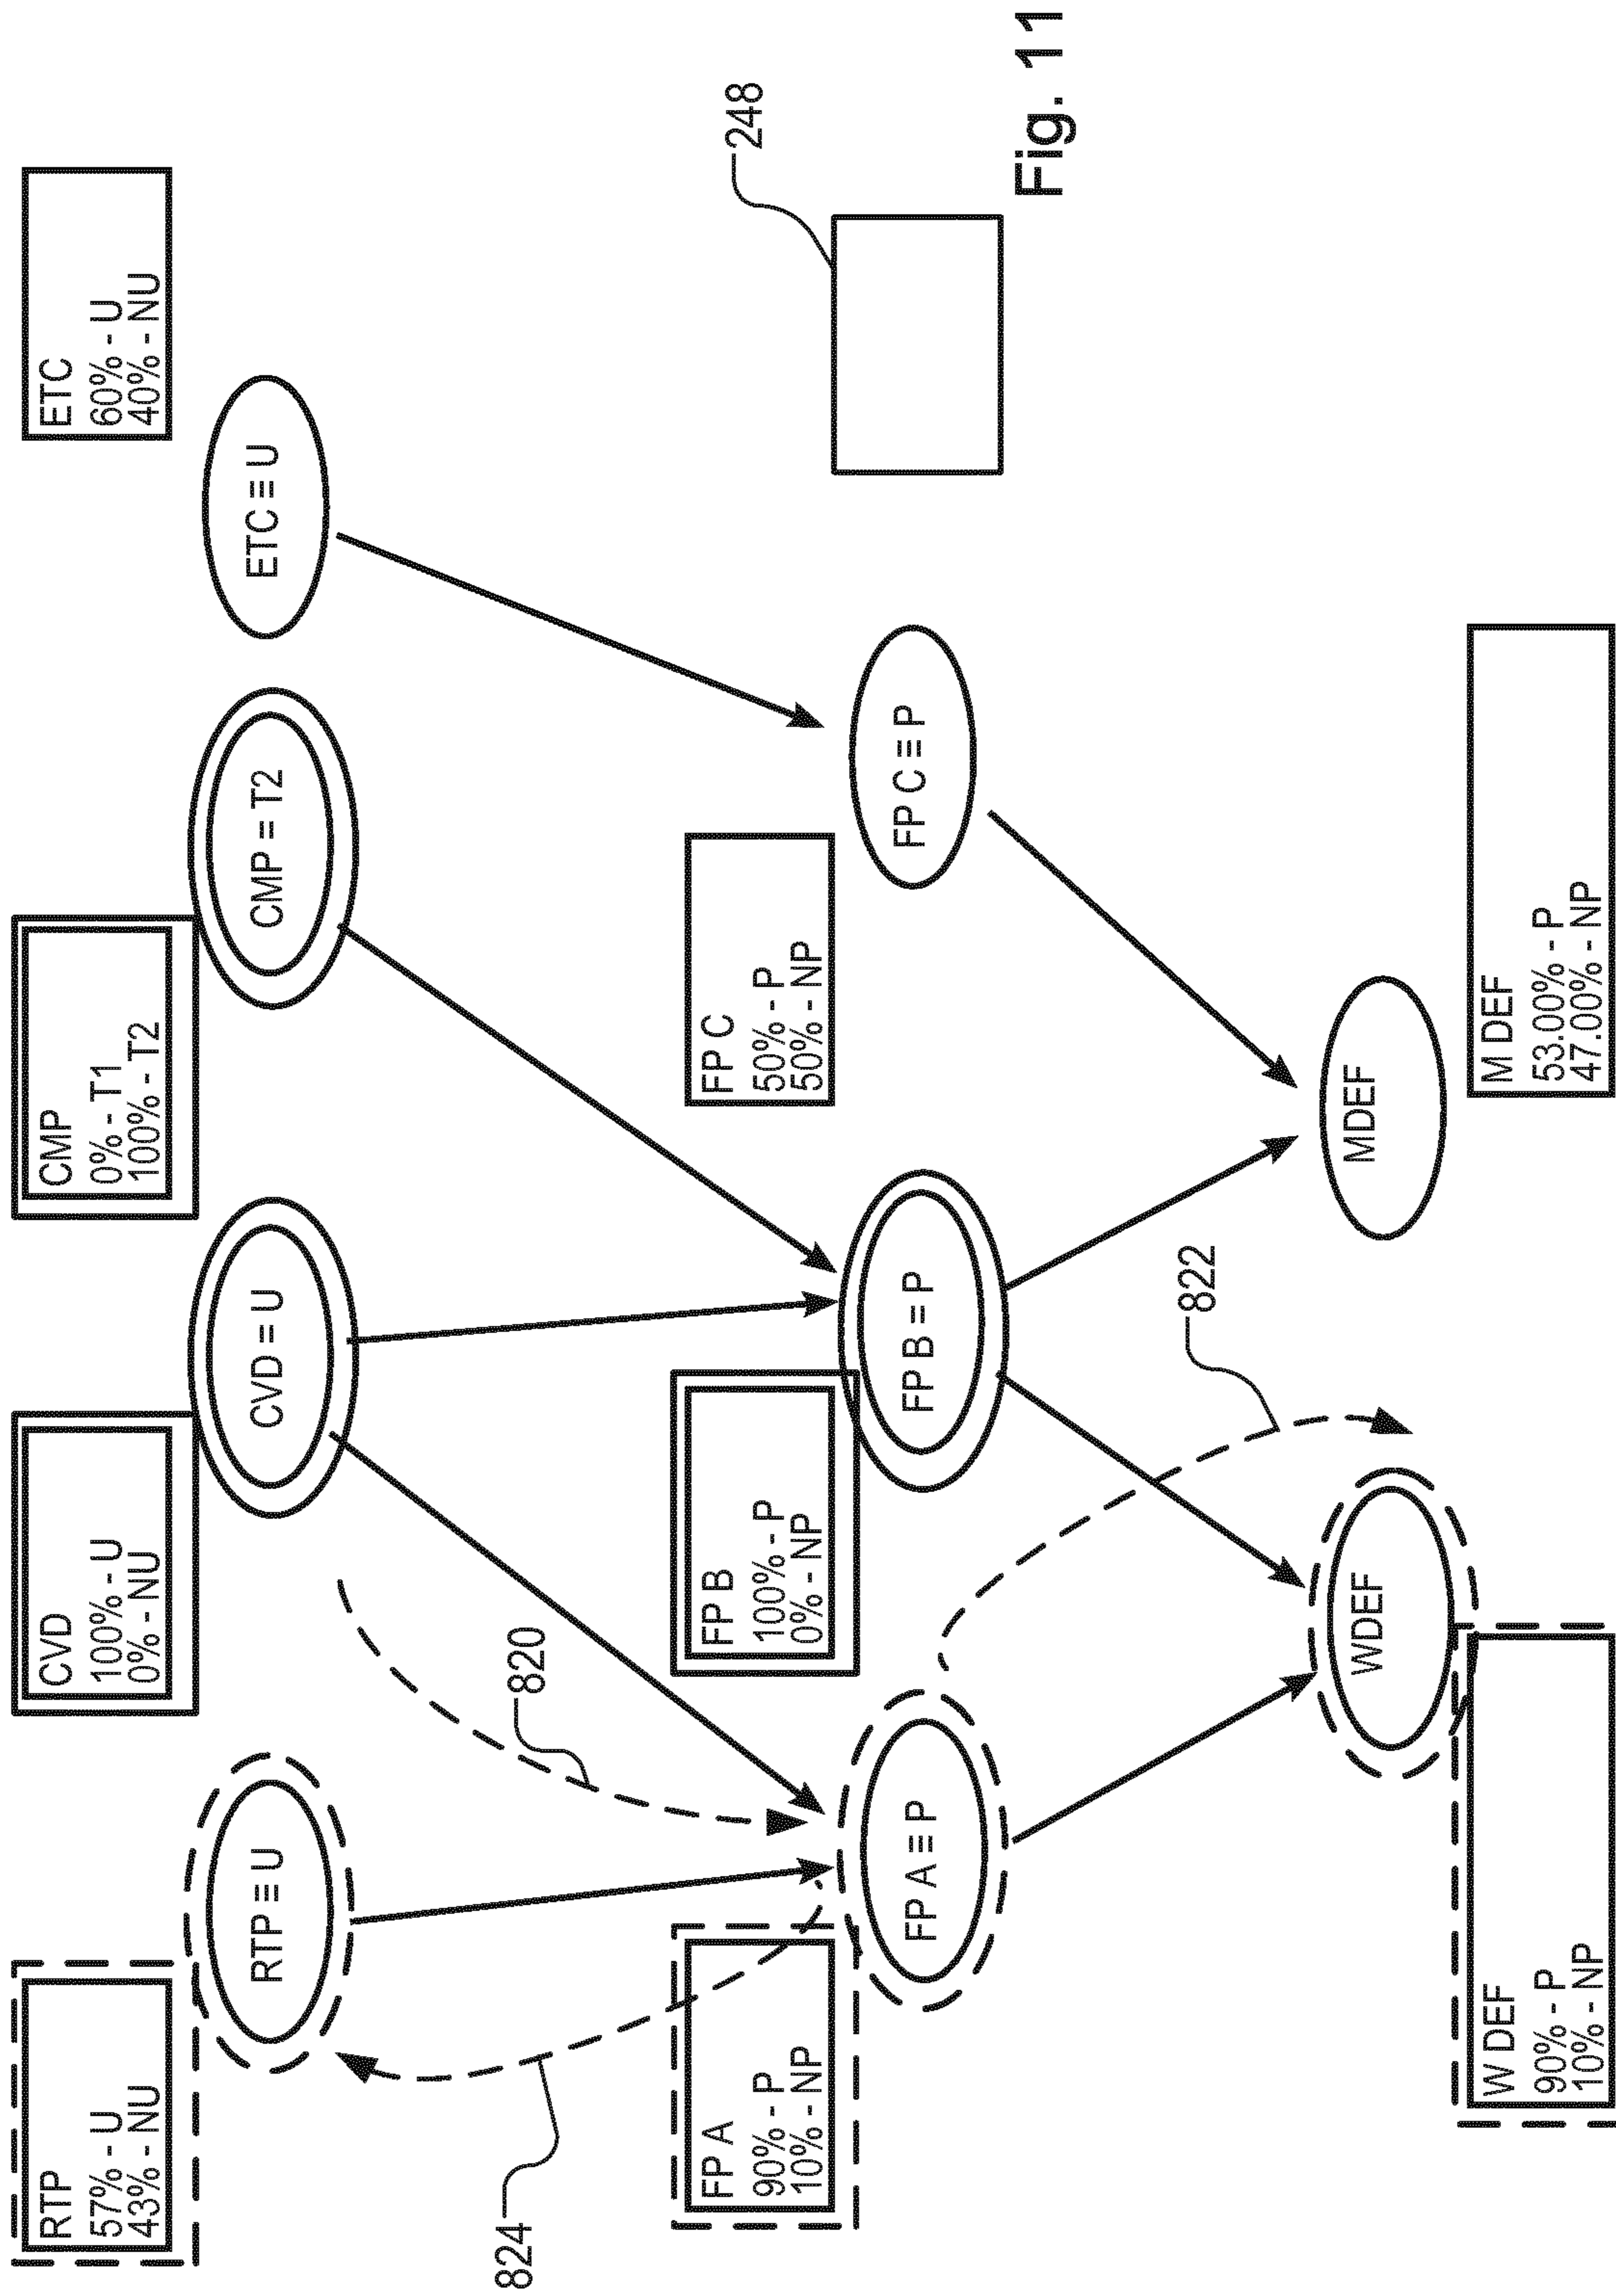 RTP
57% - U
43% - NU
CVD
100% - U
0% - NU
CMP
0% - T1
100% - T2
ETC
60% - U
40% - NU
RTP = U
CVD = U
CMP = T2
ETC = U
824
820
248
FP A
90% - P
10% - NP
FP B
100% - P
0% - NP
FP C
50% - P
50% - NP
FP A = P
FP B = P
FP C = P
822
WDEF
MDEF
W DEF
90% - P
10% - NP
M DEF
53.00% - P
47.00% - NP
Fig. 11